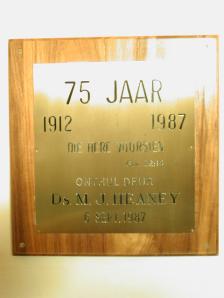 75 JAAR
1912 1987
DIE HERE VOORSIEN
ONTHUL DEUR
Ds. M. J. HEANEY
6 SEPT. 1987